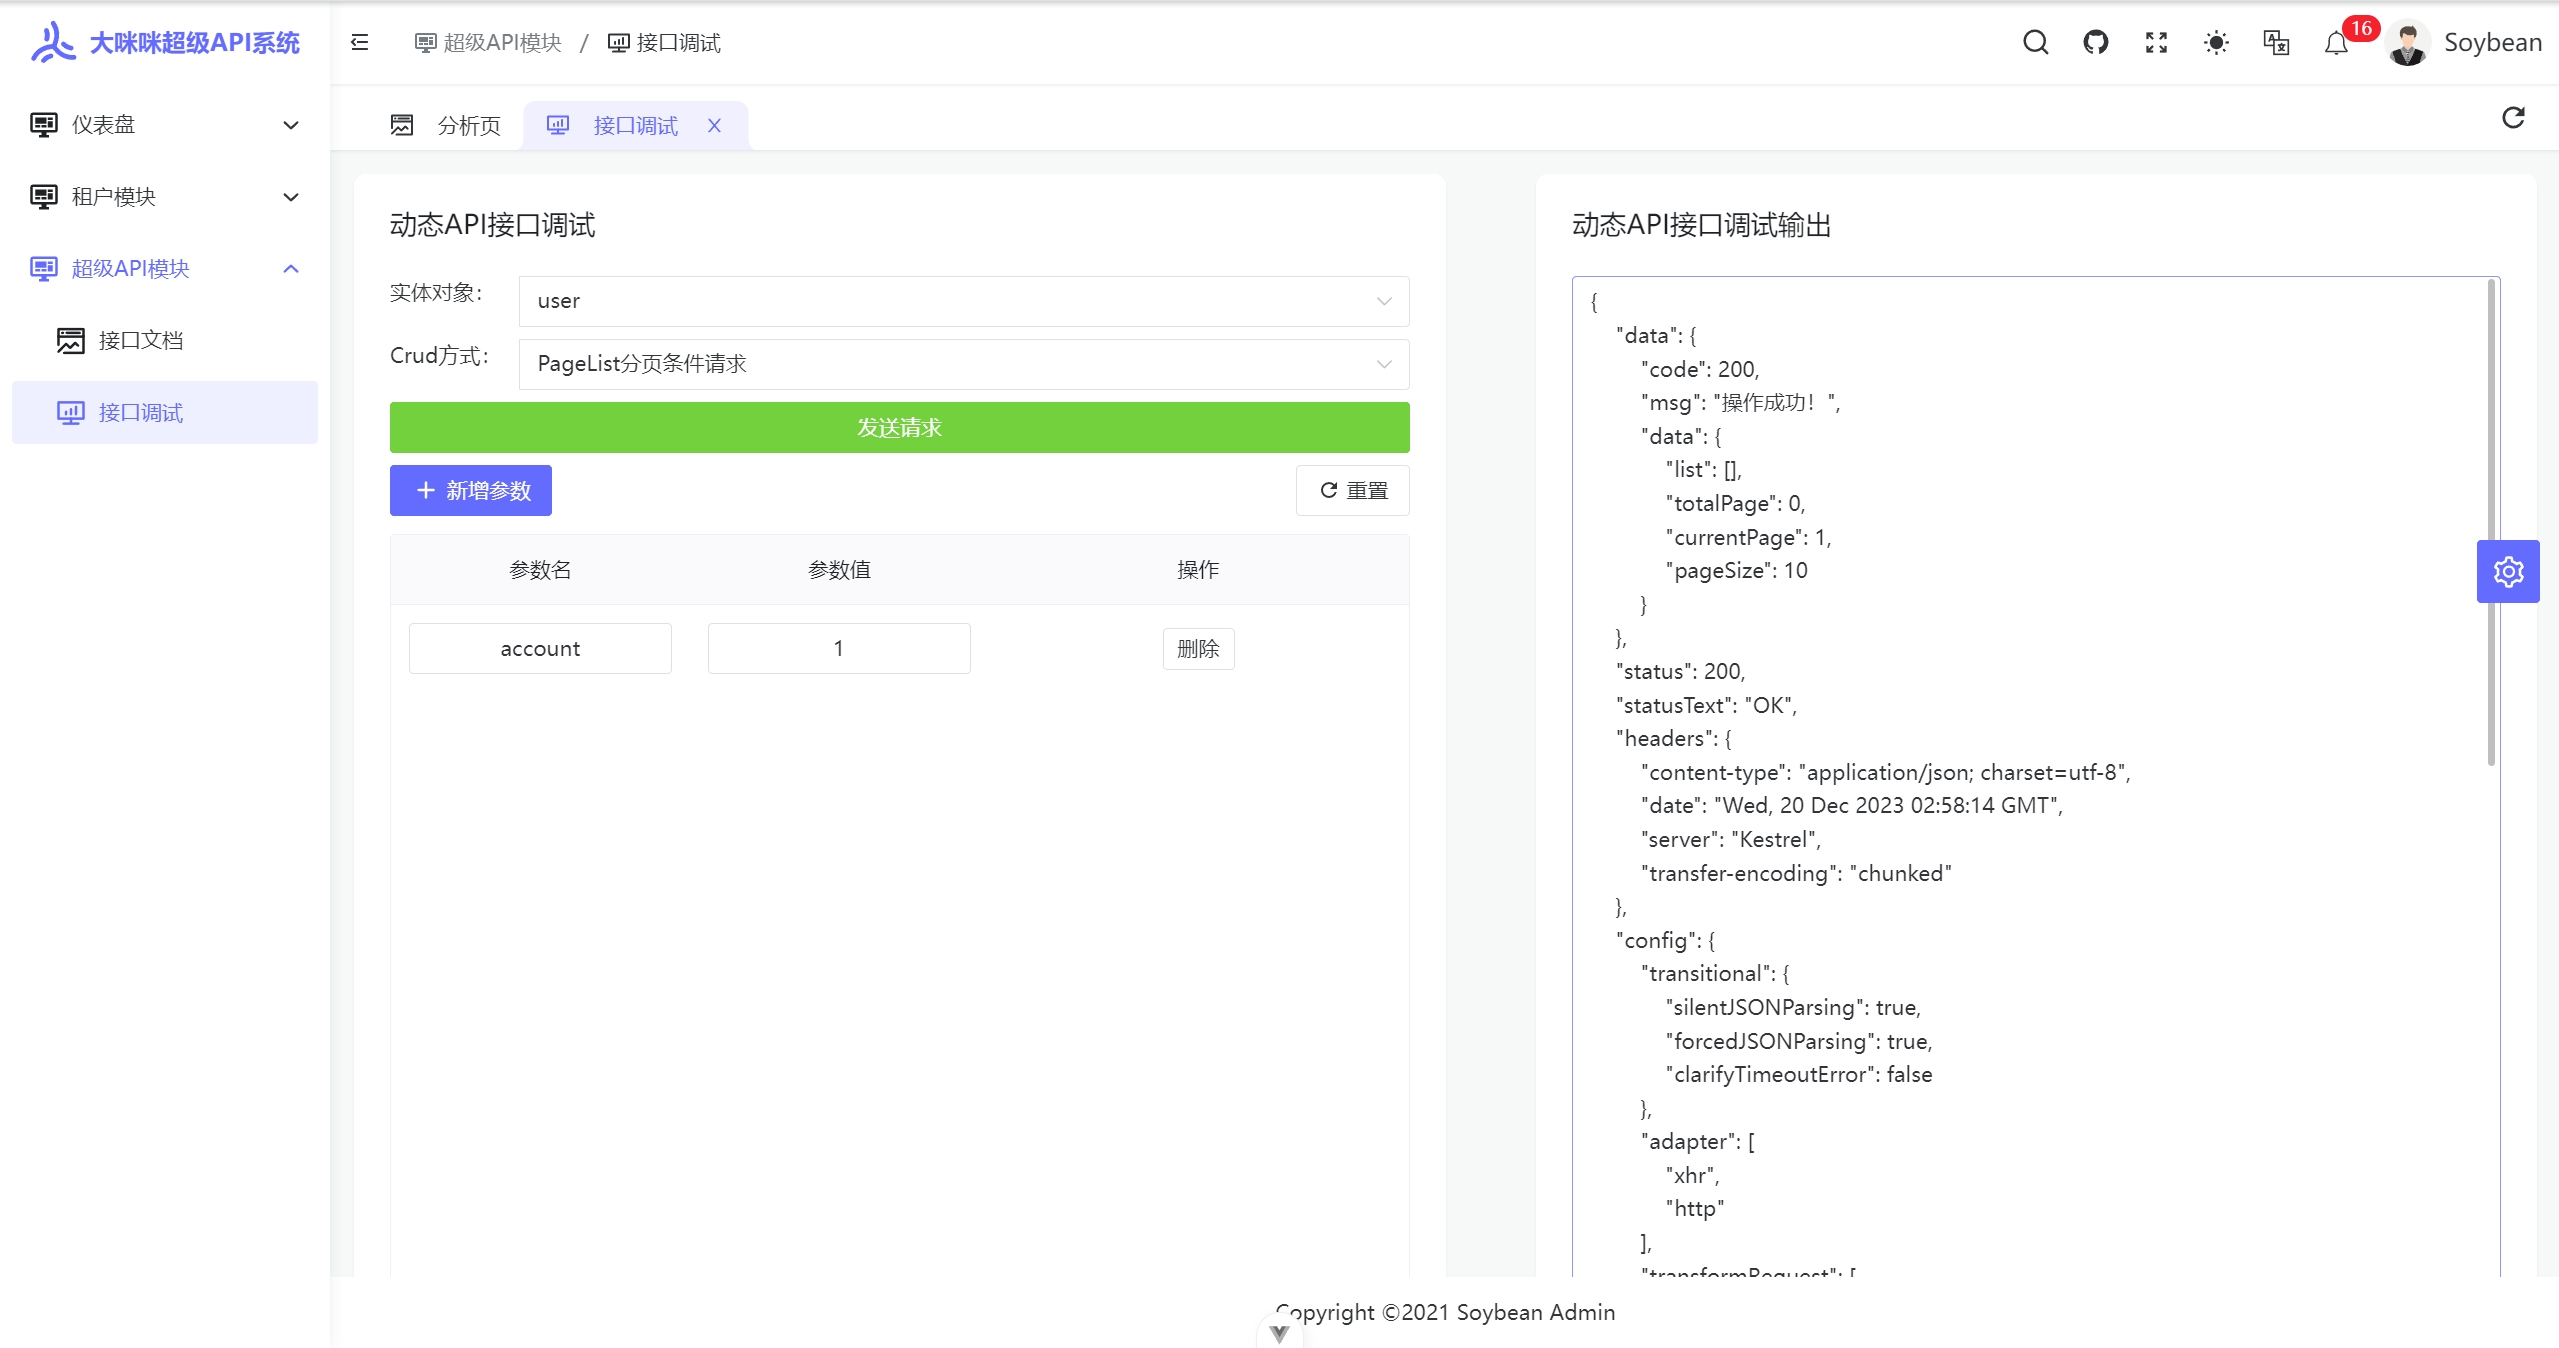 大咪咪超级API系统
超级API模块 / 接口调试
16
Soybean
仪表盘
租户模块
超级API模块
接口文档
接口调试
分析页
接口调试 X
动态API接口调试
实体对象：
user
Crud方式：
PageList分页条件请求
发送请求
+ 新增参数
重置
参数名 参数值 操作
account 1 删除
动态API接口调试输出
{
"data": {
"code": 200,
"msg": "操作成功！",
"data": {
"list": [],
"totalPage": 0,
"currentPage": 1,
"pageSize": 10
}
},
"status": 200,
"statusText": "OK",
"headers": {
"content-type": "application/json; charset=utf-8",
"date": "Wed, 20 Dec 2023 02:58:14 GMT",
"server": "Kestrel",
"transfer-encoding": "chunked"
},
"config": {
"transitional": {
"silentJSONParsing": true,
"forcedJSONParsing": true,
"clarifyTimeoutError": false
},
"adapter": [
"xhr",
"http"
],
"transformRequest": [
Copyright ©2021 Soybean Admin